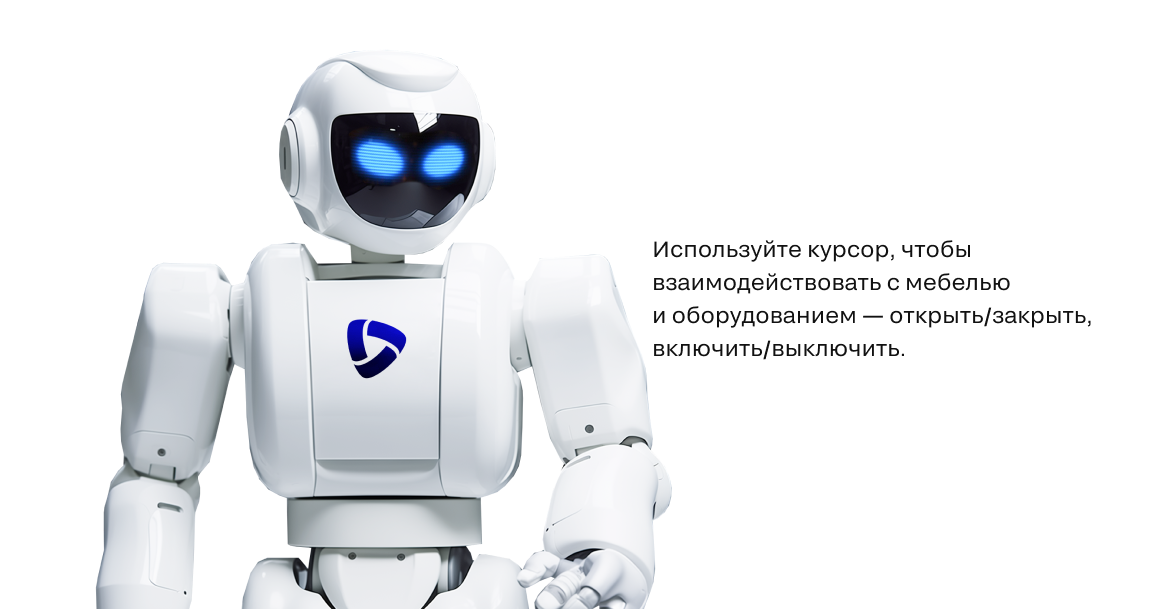 Используйте курсор, чтобы
взаимодействовать с мебелью
и оборудованием — открыть/закрыть,
включить/выключить.